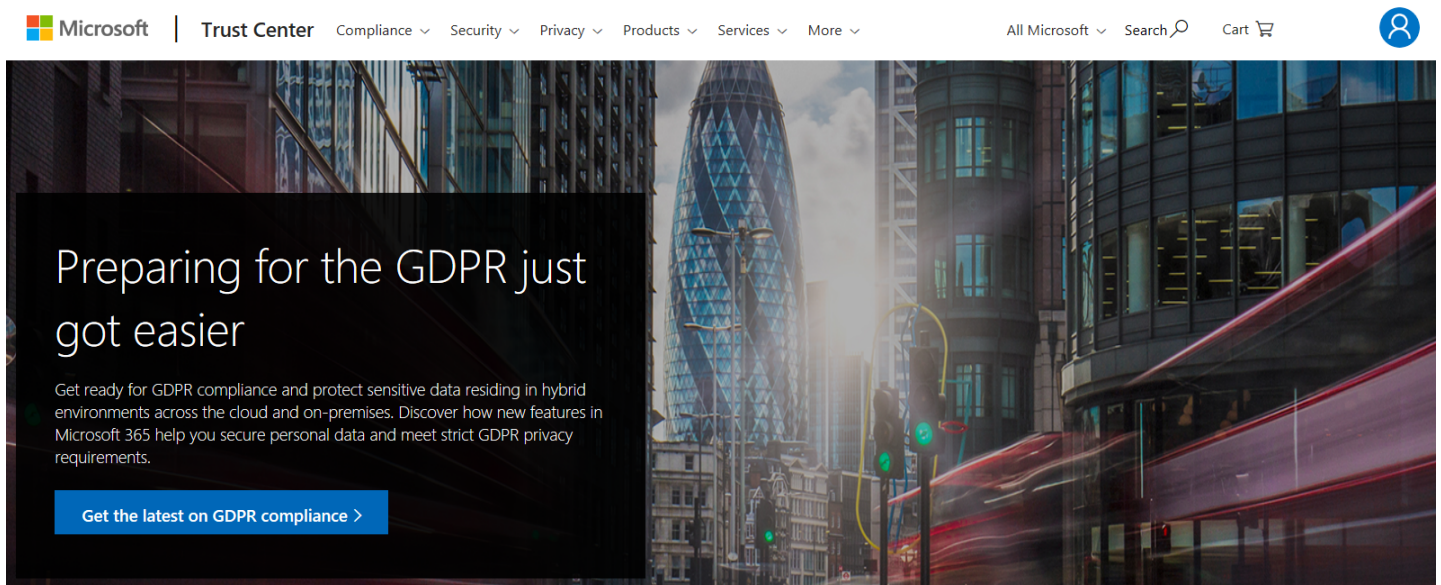 Microsoft | Trust Center Compliance Security Privacy Products Services More All Microsoft Search Cart
Preparing for the GDPR just
got easier
Get ready for GDPR compliance and protect sensitive data residing in hybrid
environments across the cloud and on-premises. Discover how new features in
Microsoft 365 help you secure personal data and meet strict GDPR privacy
requirements.
Get the latest on GDPR compliance >